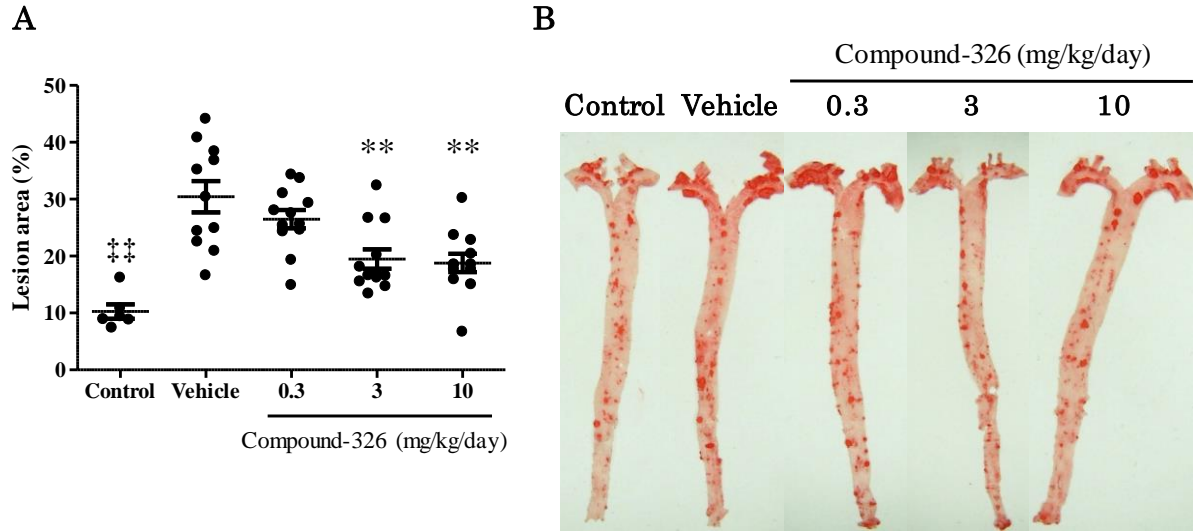 A
Lesion area (%)
50
40
30
20
10
0
‡‡
**
**
Control Vehicle 0.3 3 10
Compound-326 (mg/kg/day)
B
Compound-326 (mg/kg/day)
Control Vehicle 0.3 3 10